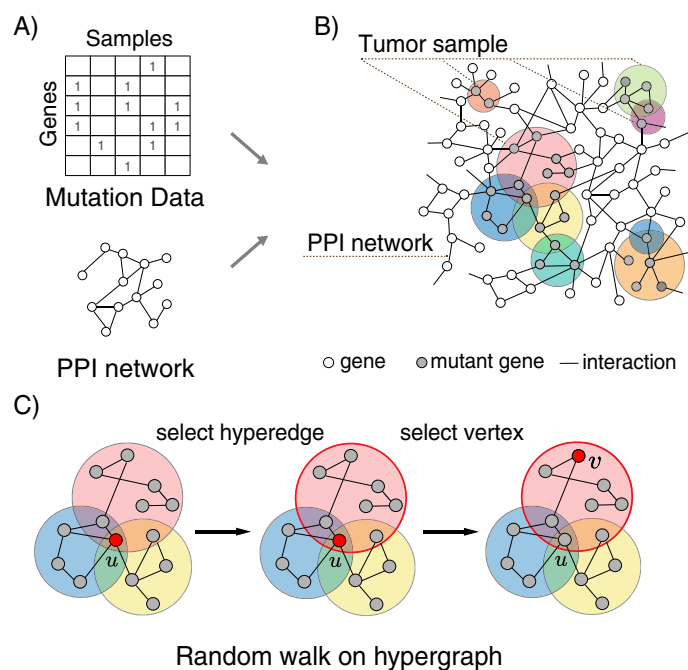 A)
Samples
Genes
1
1 1
1 1 1
1 1 1
1 1
1
Mutation Data
PPI network
B)
Tumor sample
PPI network
gene mutant gene interaction
C)
select hyperedge select vertex
u u v u
Random walk on hypergraph